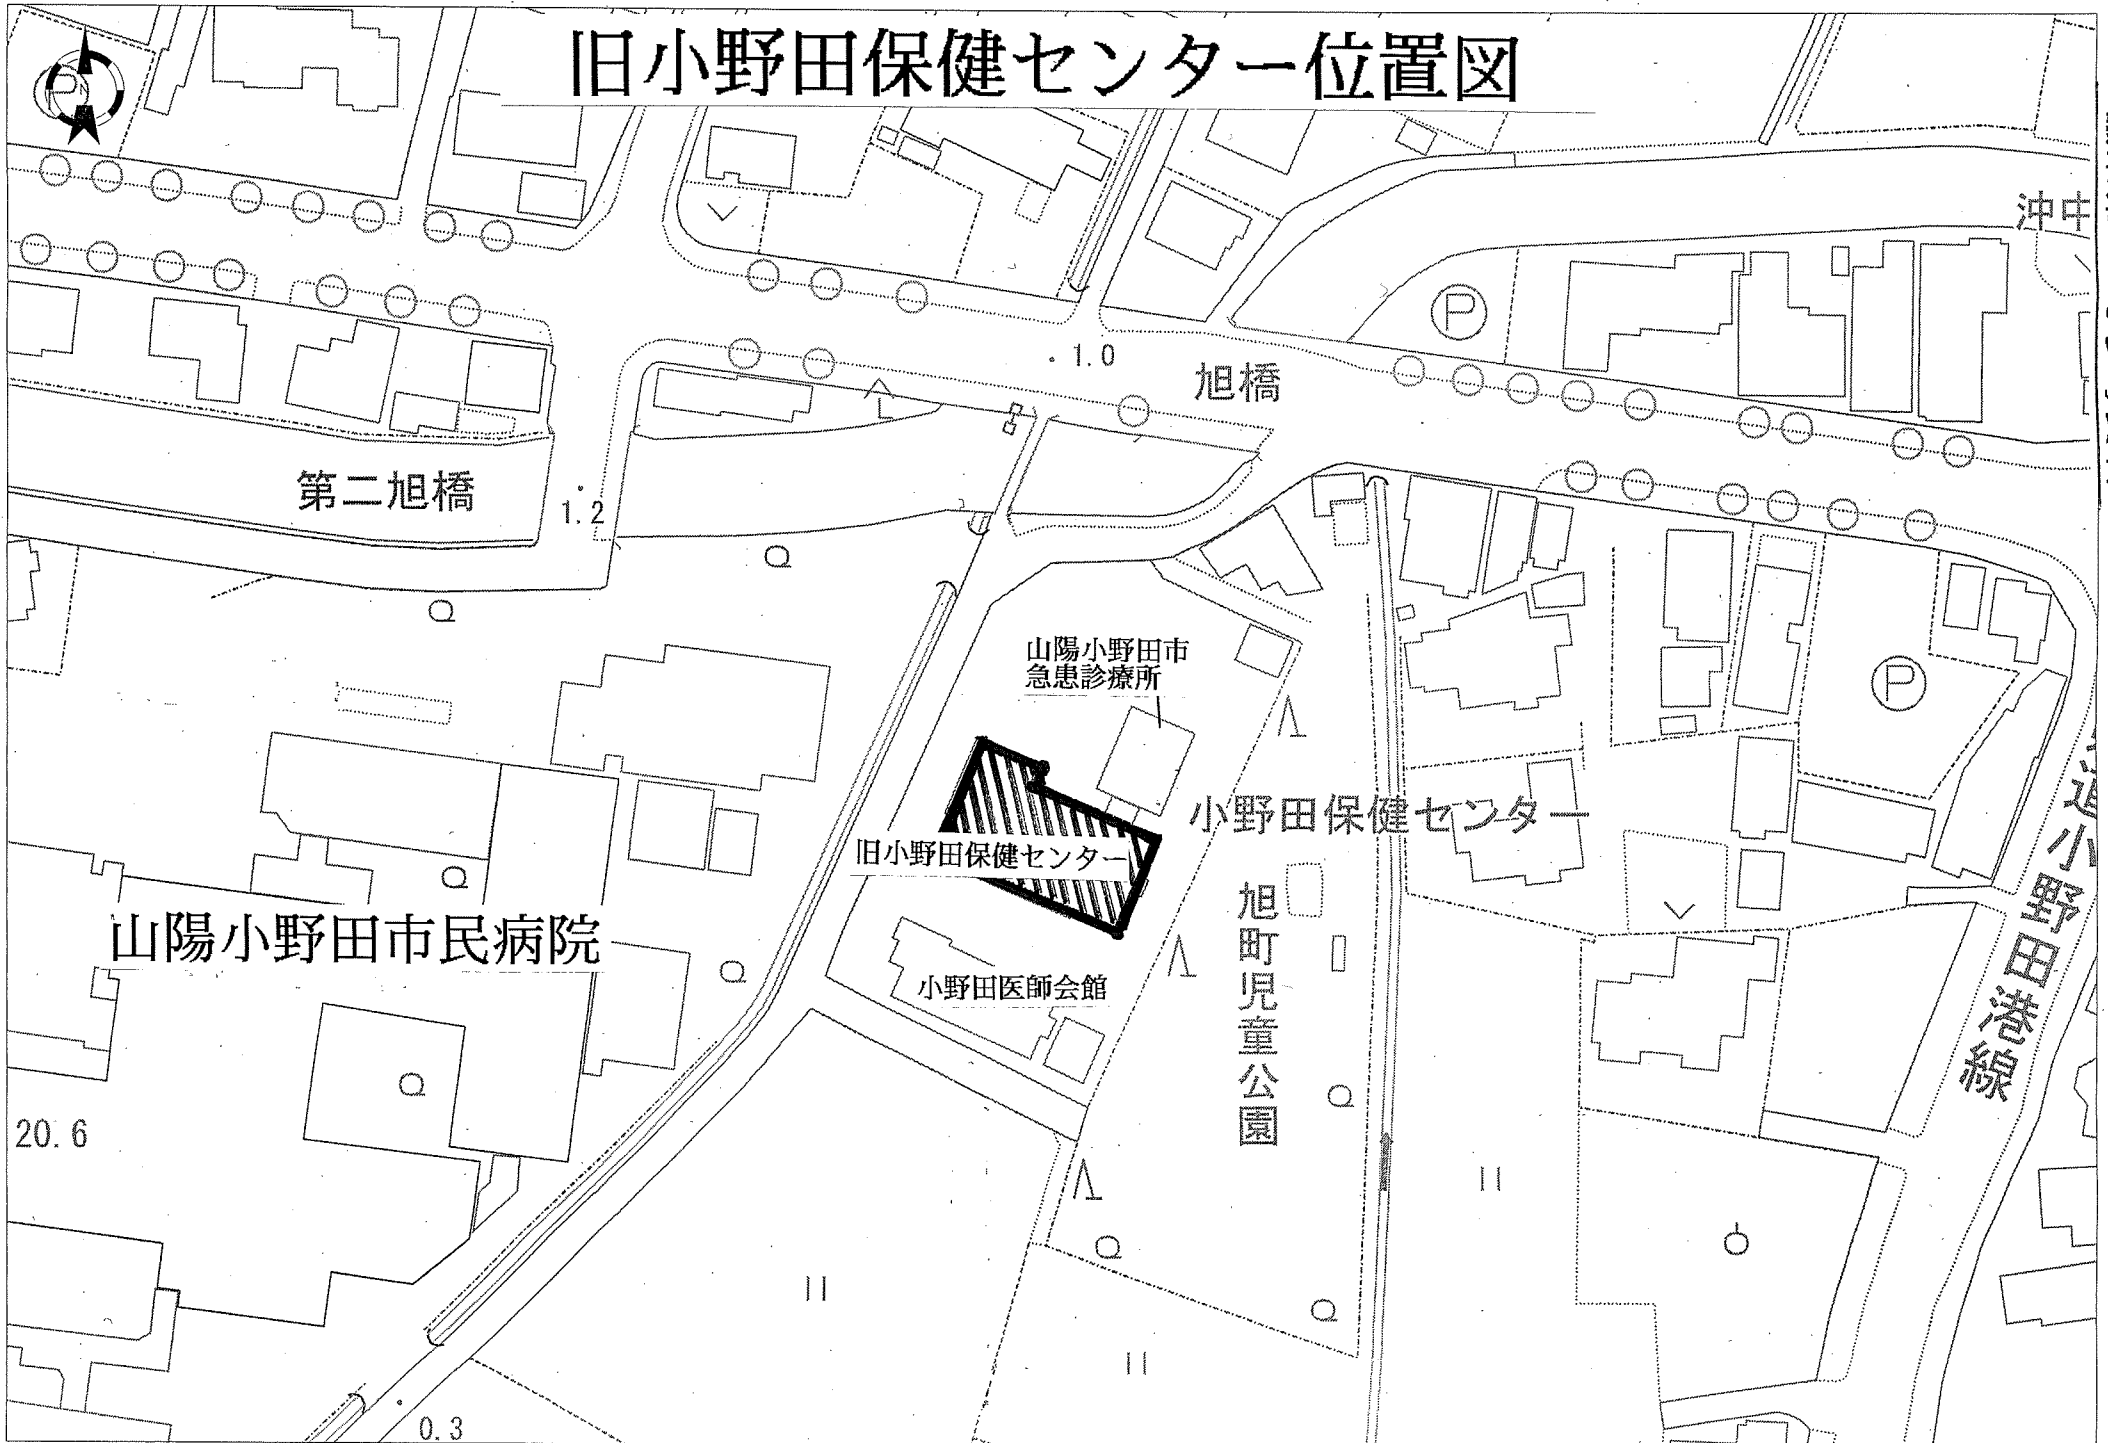 旧小野田保健センター位置図
沖中
P
1.0
旭橋
第二旭橋
1.2
山陽小野田市
急患診療所
P
小野田保健センター
旧小野田保健センター
山陽小野田市民病院
旭町児童公園
小野田医師会館
道小野田港線
20.6
0.3